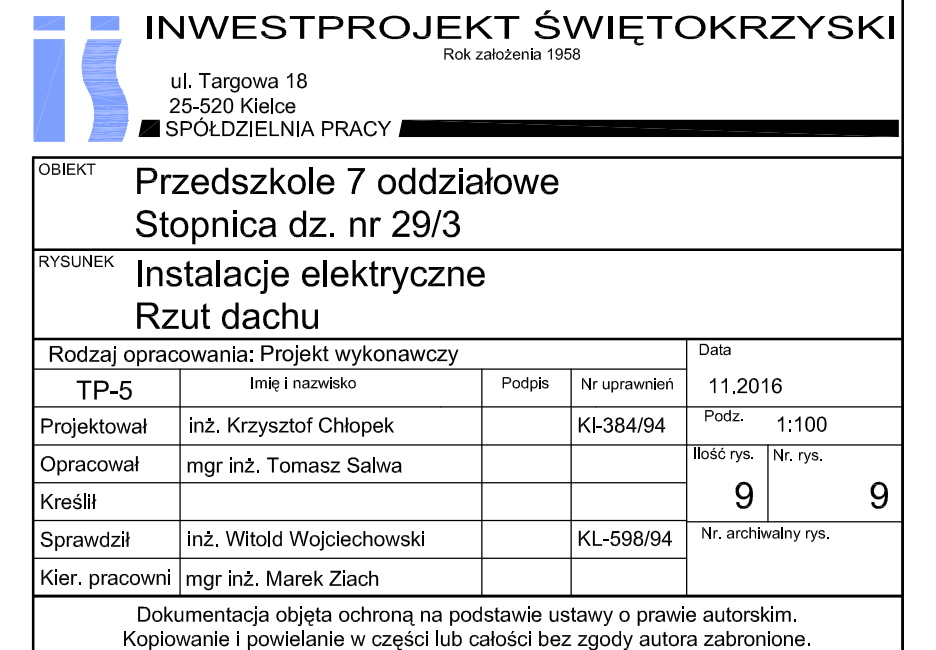 INWESTPROJEKT ŚWIĘTOKRZYSKI
Rok założenia 1958
ul. Targowa 18
25-520 Kielce
SPÓŁDZIELNIA PRACY
OBIEKT
Przedszkole 7 oddziałowe
Stopnica dz. nr 29/3
RYSUNEK
Instalacje elektryczne
Rzut dachu
Rodzaj opracowania: Projekt wykonawczy
Data
11.2016
TP-5 Imię i nazwisko Podpis Nr uprawnień
Projektował inż. Krzysztof Chłopek Kl-384/94
Podz. 1:100
Opracował mgr inż. Tomasz Salwa
Ilość rys. Nr. rys.
9 9
Kreślił
Sprawdził inż. Witold Wojciechowski KL-598/94
Nr. archiwalny rys.
Kier. pracowni mgr inż. Marek Ziach
Dokumentacja objęta ochroną na podstawie ustawy o prawie autorskim.
Kopiowanie i powielanie w części lub całości bez zgody autora zabronione.